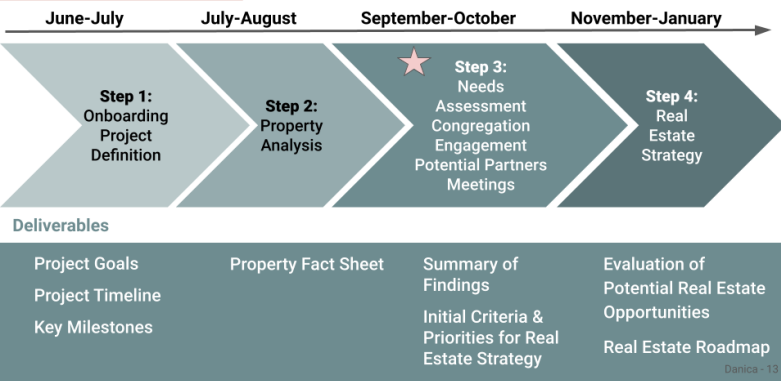 June-July
July-August
September-October
November-January
Step 1:
Onboarding
Project
Definition
Step 2:
Property
Analysis
Step 3:
Needs
Assessment
Congregation
Engagement
Potential Partners
Meetings
Step 4:
Real
Estate
Strategy
Deliverables
Project Goals
Project Timeline
Key Milestones
Property Fact Sheet
Summary of
Findings
Initial Criteria &
Priorities for Real
Estate Strategy
Evaluation of
Potential Real Estate
Opportunities
Real Estate Roadmap
Danica - 13